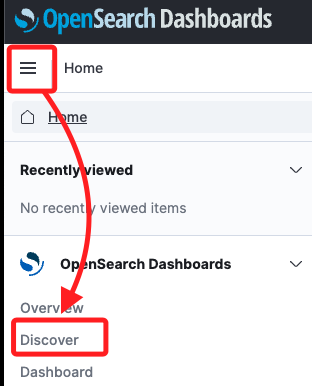 OpenSearch Dashboards
Home
Home
Recently viewed
No recently viewed items
OpenSearch Dashboards
Overview
Discover
Dashboard